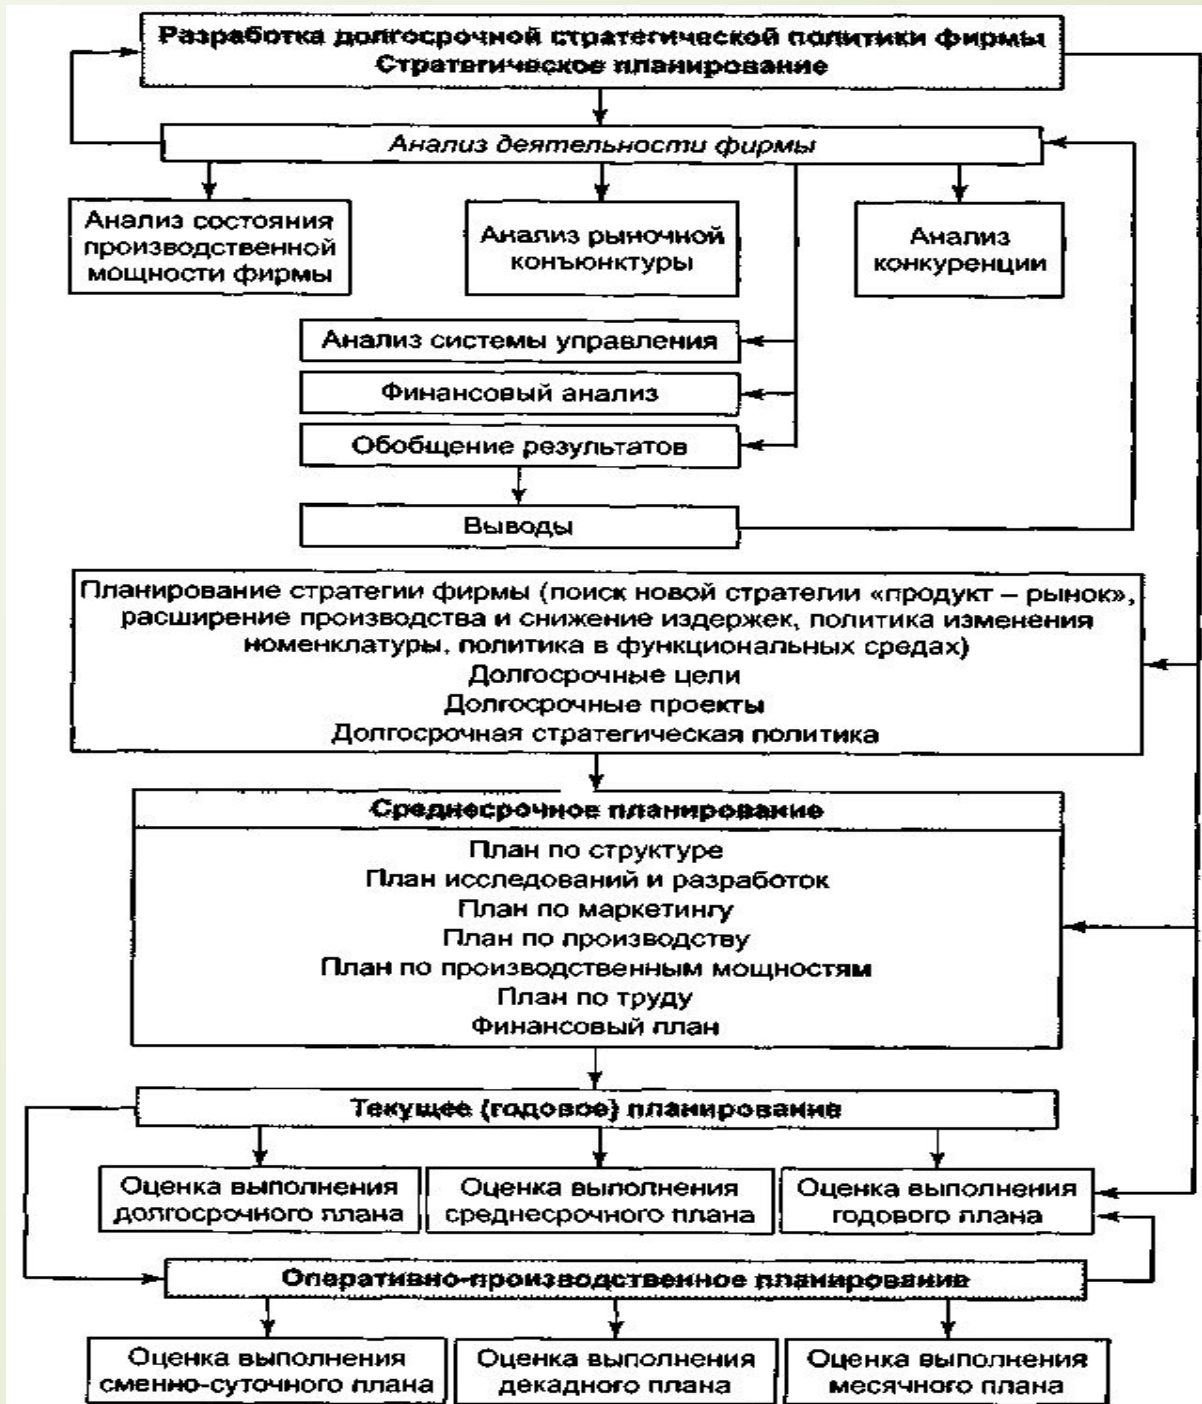 Разработка долгосрочной стратегической политики фирмы
Стратегическое планирование
Анализ деятельности фирмы
Анализ состояния
производственной
мощности фирмы
Анализ рыночной
конъюнктуры
Анализ
конкуренции
Анализ системы управления
Финансовый анализ
Обобщение результатов
Выводы
Планирование стратегии фирмы (поиск новой стратегии «продукт – рынок»,
расширение производства и снижение издержек, политика изменения
номенклатуры, политика в функциональных средах)
Долгосрочные цели
Долгосрочные проекты
Долгосрочная стратегическая политика
Среднесрочное планирование
План по структуре
План исследований и разработок
План по маркетингу
План по производству
План по производственным мощностям
План по труду
Финансовый план
Текущее (годовое) планирование
Оценка выполнения
долгосрочного плана
Оценка выполнения
среднесрочного плана
Оценка выполнения
годового плана
Оперативно-производственное планирование
Оценка выполнения
сменно-суточного плана
Оценка выполнения
декадного плана
Оценка выполнения
месячного плана